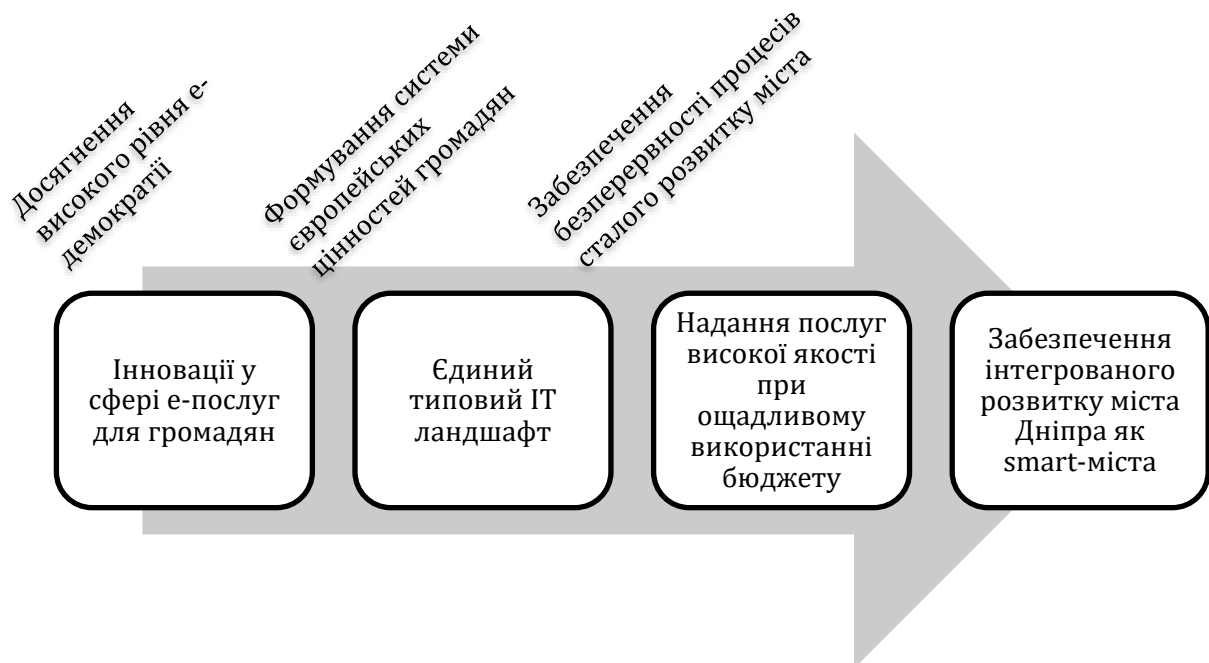 Досягнення
високого рівня е-
демократії
Формування системи
європейських
цінностей громадян
Забезпечення
безперервності процесів
сталого розвитку міста
Інновації у
сфері е-послуг
для громадян
Єдиний
типовий ІТ
ландшафт
Надання послуг
високої якості
при
ощадливому
використанні
бюджету
Забезпечення
інтегрованого
розвитку міста
Дніпра як
smart-міста